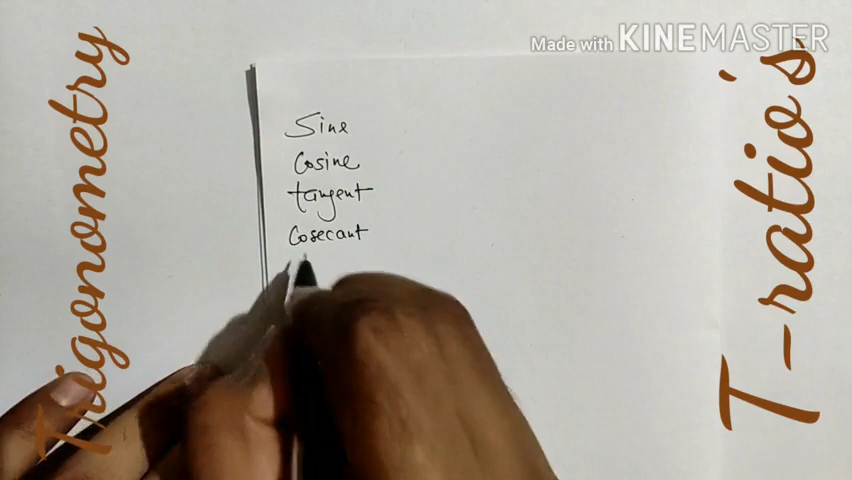 Made with KINEMASTER
Trigonometry
Sine
Cosine
tangent
Cosecant
T-ratio's